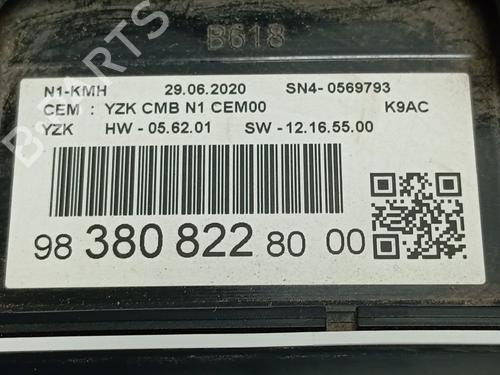 B-PARTS
B618
N1-KMH 29.06.2020 SN4- 0569793
CEM : YZK CMB N1 CEM00 K9AC
YZK HW - 05.62.01 SW - 12.16.55.00
98 380 822 80 00